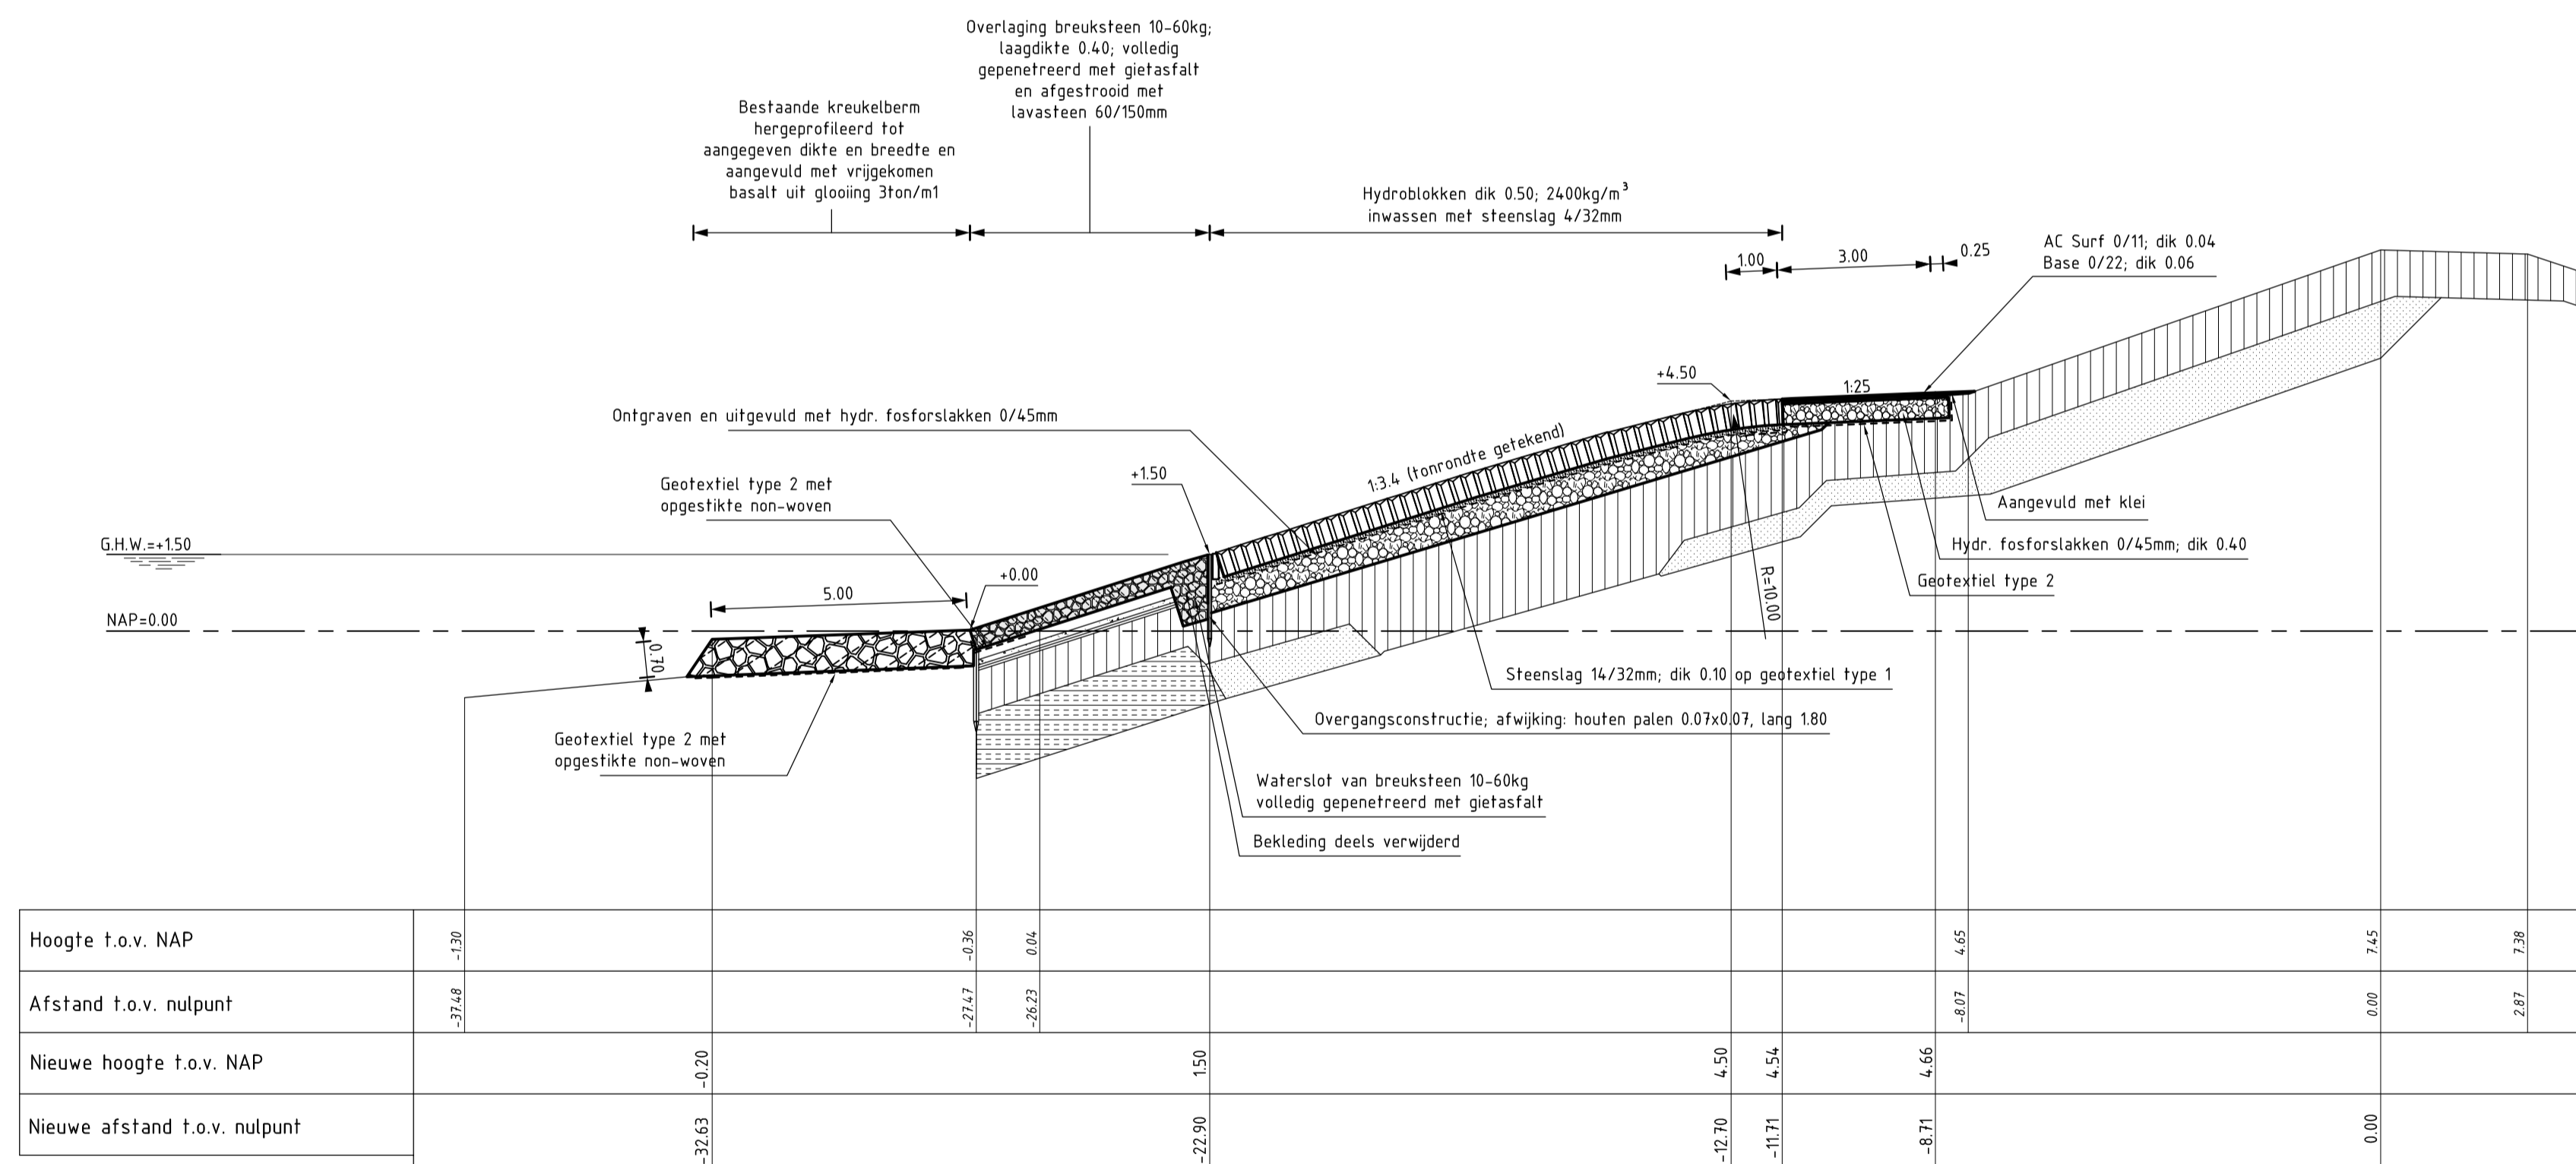 Overlaging breuksteen 10-60kg;
laagdikte 0.40; volledig
gepenetreerd met gietasfalt
en afgestrooid met
lavasteen 60/150mm
Bestaande kreukelberm
hergeprofileerd tot
aangegeven dikte en breedte en
aangevuld met vrijgekomen
basalt uit glooiing 3ton/m1
Hydroblokken dik 0.50; 2400kg/m³
inwassen met steenslag 4/32mm
1.00
3.00
0.25
AC Surf 0/11; dik 0.04
Base 0/22; dik 0.06
+4.50
1:25
Ontgraven en uitgevuld met hydr. fosforslakken 0/45mm
1:3.4 (tonrondte getekend)
+1.50
Geotextiel type 2 met
opgestikte non-woven
Aangevuld met klei
G.H.W.=+1.50
Hydr. fosforslakken 0/45mm; dik 0.40
+0.00
Geotextiel type 2
5.00
R=10.00
NAP=0.00
0.70
Steenslag 14/32mm; dik 0.10 op geotextiel type 1
Overgangsconstructie; afwijking: houten palen 0.07x0.07, lang 1.80
Geotextiel type 2 met
opgestikte non-woven
Waterslot van breuksteen 10-60kg
volledig gepenetreerd met gietasfalt
Bekleding deels verwijderd
Hoogte t.o.v. NAP -1.30 -0.36 0.04 4.65 7.45 7.38
Afstand t.o.v. nulpunt -37.48 -27.47 -26.23 -8.07 0.00 2.87
Nieuwe hoogte t.o.v. NAP -0.20 1.50 4.50 4.54 4.66
Nieuwe afstand t.o.v. nulpunt -32.63 -22.90 -12.70 -11.71 -8.71 0.00